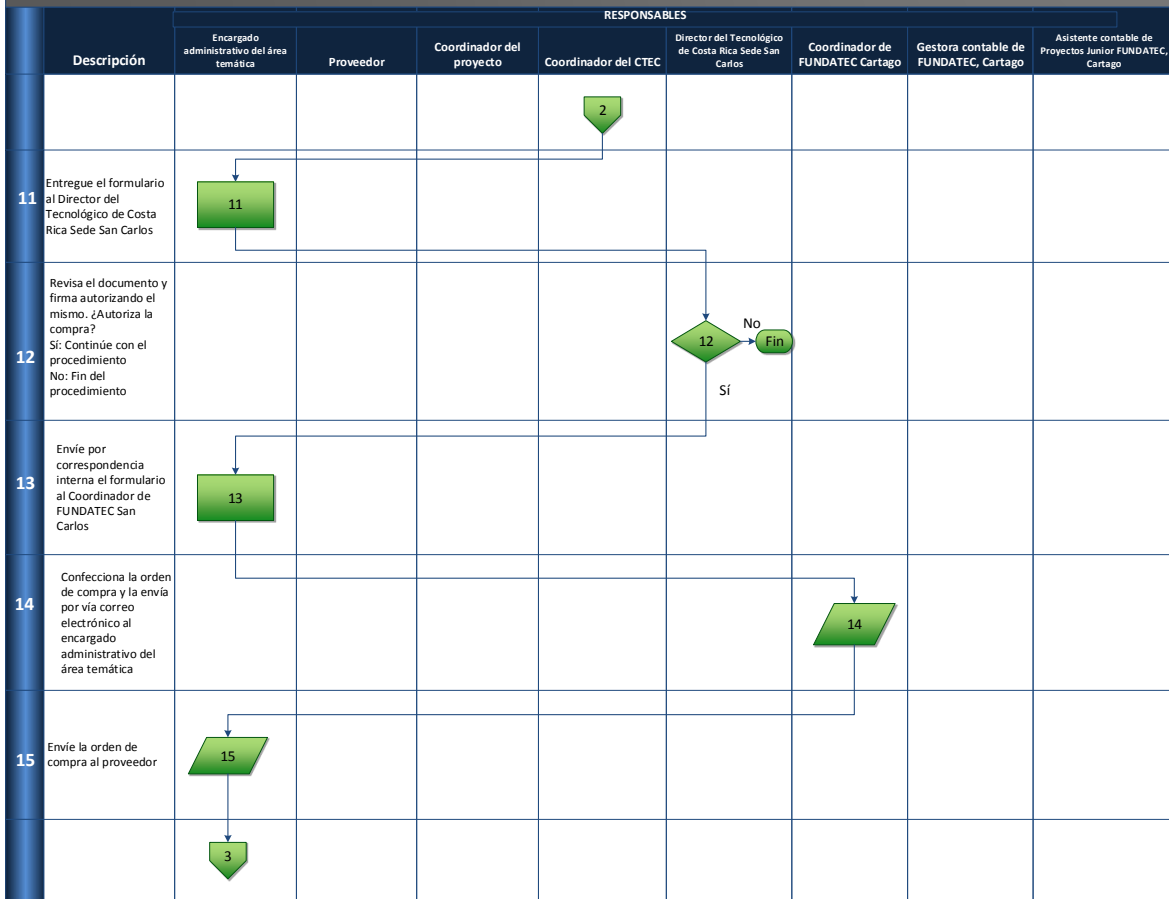 RESPONSABLES
Descripción
Encargado
administrativo del área
temática
Proveedor
Coordinador del
proyecto
Coordinador del CTEC
Director del Tecnológico
de Costa Rica Sede San
Carlos
Coordinador de
FUNDATEC Cartago
Gestora contable de
FUNDATEC, Cartago
Asistente contable de
Proyectos Junior FUNDATEC,
Cartago
2
11
Entregue el formulario
al Director del
Tecnológico de Costa
Rica Sede San Carlos
11
12
Revisa el documento y
firma autorizando el
mismo. ¿Autoriza la
compra?
Sí: Continúe con el
procedimiento
No: Fin del
procedimiento
12
No
Fin
Sí
13
Envíe por
correspondencia
interna el formulario
al Coordinador de
FUNDATEC San
Carlos
13
14
Confecciona la orden
de compra y la envía
por vía correo
electrónico al
encargado
administrativo del
área temática
14
15
Envíe la orden de
compra al proveedor
15
3